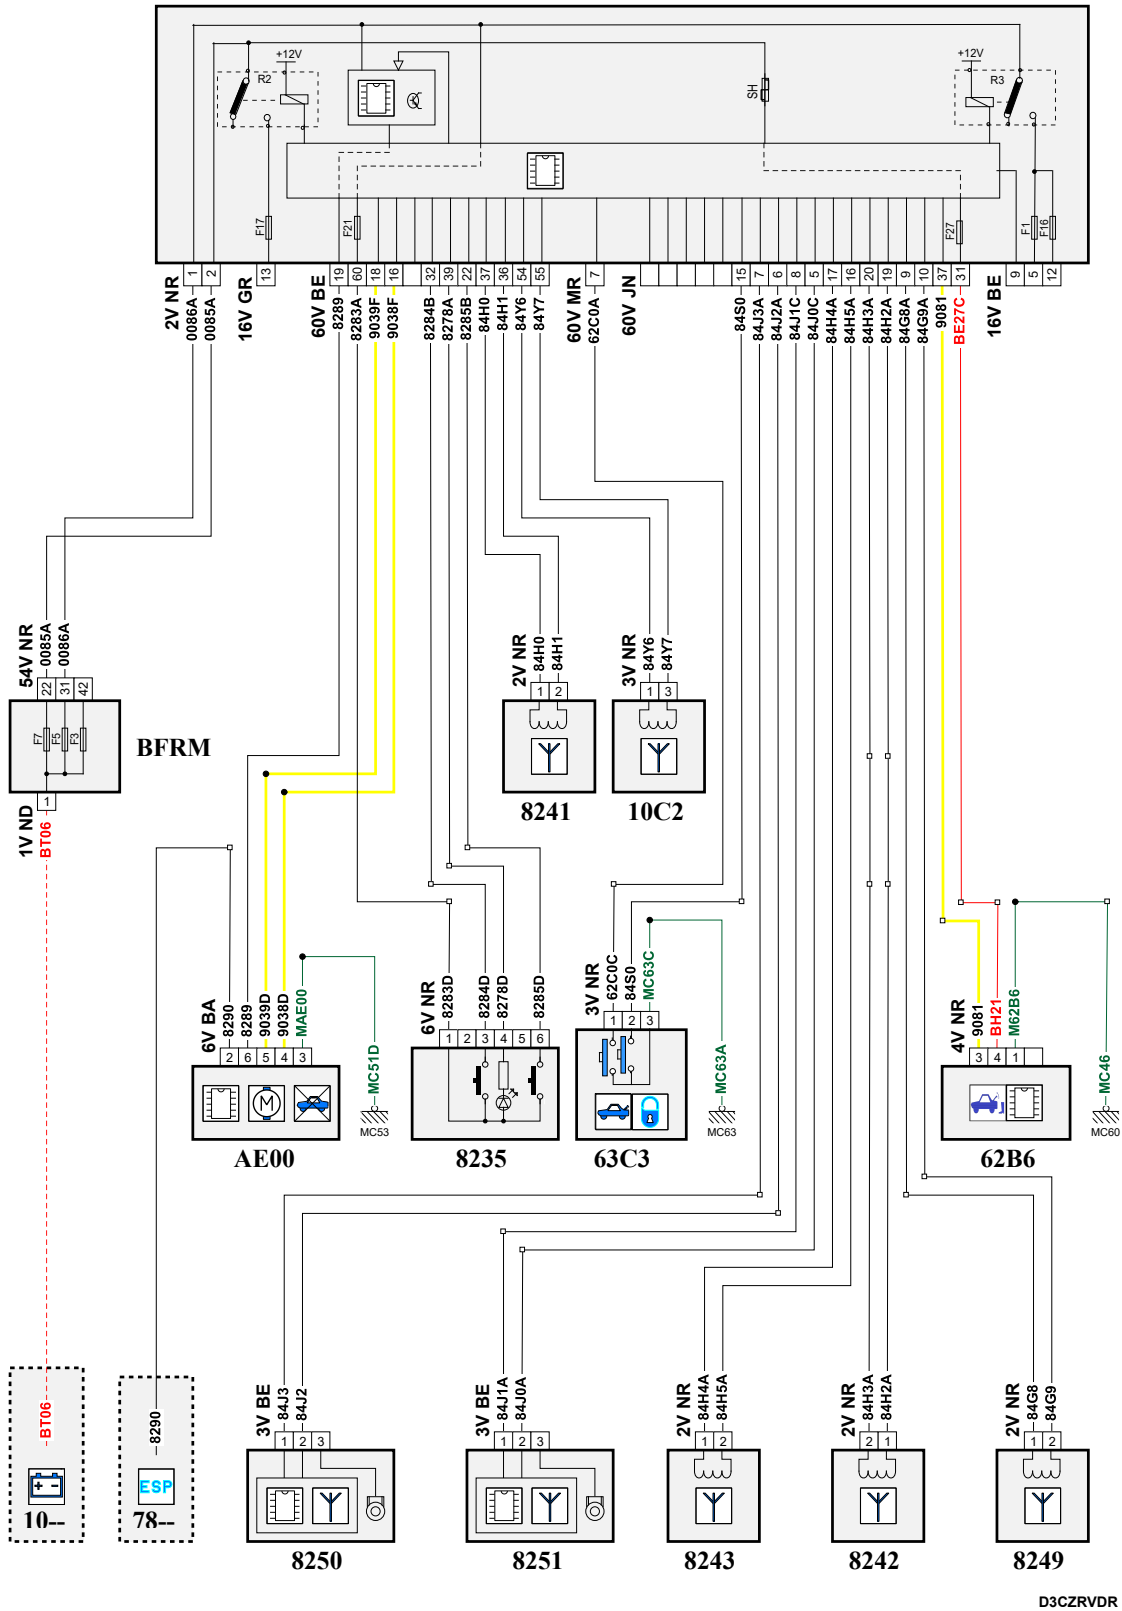 +12V
R2
SH
+12V
R3
F17
F21
F27
F1
F16
1 2 13 19 60 18 16 32 39 22 37 36 54 55 7 15 7 6 8 5 17 16 20 19 9 10 37 31 9 5 12
2V NR
0086A
0085A
16V GR
60V BE
8289
8283A
9039F
9038F
8284B
8278A
8285B
84H0
84H1
84Y6
84Y7
60V MR
62C0A
60V JN
84S0
84J3A
84J2A
84J1C
84J0C
84H4A
84H5A
84H3A
84H2A
84G8A
84G9A
9081
BE27C
16V BE
54V NR
0085A
0086A
22 31 42
F7
F5
F3
BFRM
1
1V ND
BT06
2V NR
84H0
84H1
1 2
8241
3V NR
84Y6
84Y7
1 3
10C2
6V BA
8290
8289
9039D
9038D
MAE00
2 6 5 4 3
M
AE00
MC51D
MC53
6V NR
8283D
8284D
8278D
8285D
1 2 3 4 5 6
8235
3V NR
62C0C
84S0
MC63C
1 2 3
63C3
MC63A
MC63
4V NR
9081
BH21
M62B6
3 4 1
62B6
MC46
MC60
BT06
+ -
10--
8290
ESP
78--
3V BE
84J3
84J2
1 2 3
8250
3V BE
84J1A
84J0A
1 2 3
8251
2V NR
84H4A
84H5A
1 2
8243
2V NR
84H3A
84H2A
2 1
8242
2V NR
84G8
84G9
1 2
8249
D3CZRVDR